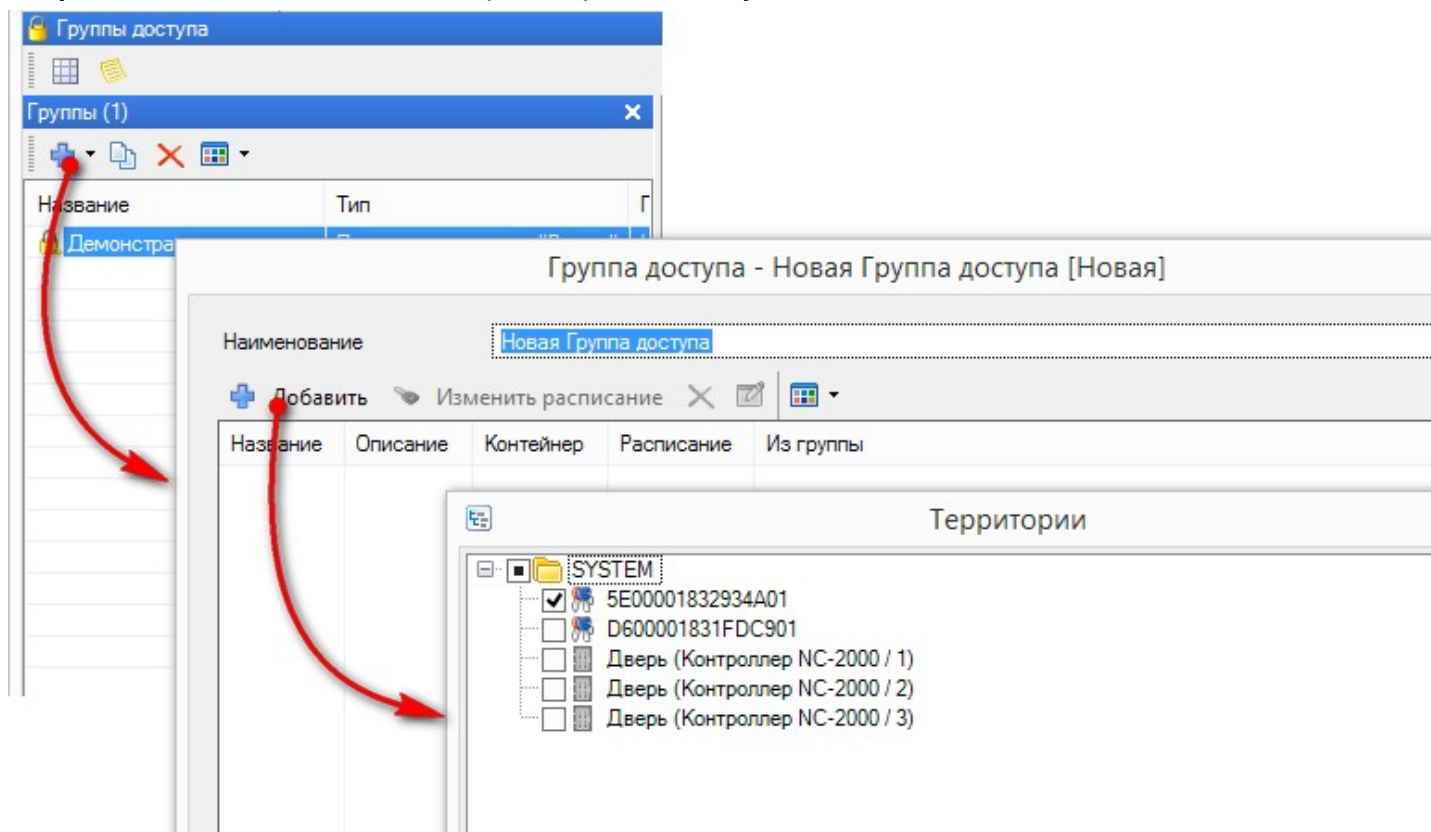 Группы доступа
Группы (1)
Название Тип
Демонстра
Группа доступа - Новая Группа доступа [Новая]
Наименование Новая Группа доступа
Добавить Изменить расписание
Название Описание Контейнер Расписание Из группы
Территории
SYSTEM
5E00001832934A01
D600001831FDC901
Дверь (Контроллер NC-2000 / 1)
Дверь (Контроллер NC-2000 / 2)
Дверь (Контроллер NC-2000 / 3)